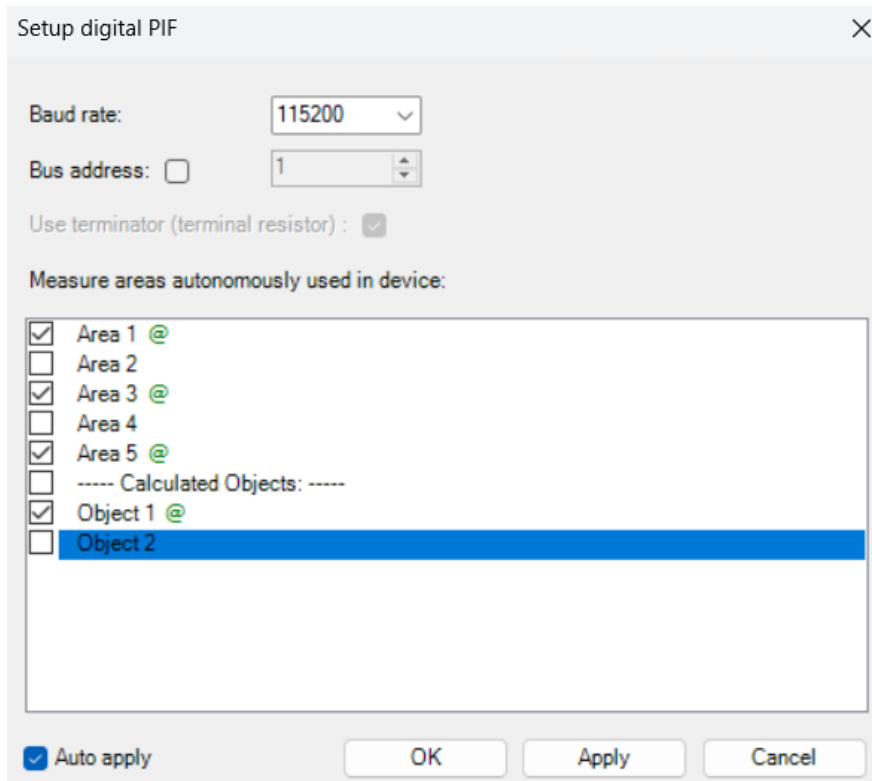 Setup digital PIF
Baud rate: 115200
Bus address: 1
Use terminator (terminal resistor) :
Measure areas autonomously used in device:
Area 1 @
Area 2
Area 3 @
Area 4
Area 5 @
----- Calculated Objects: -----
Object 1 @
Object 2
Auto apply OK Apply Cancel